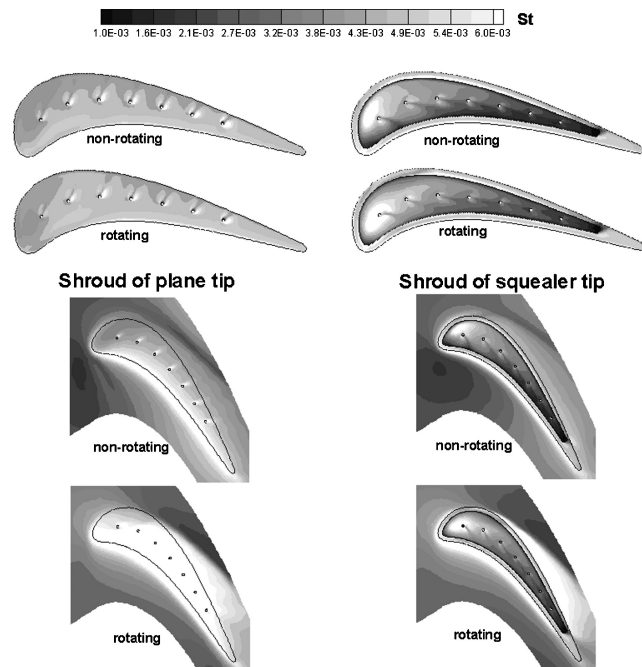 St
1.0E-03 1.6E-03 2.1E-03 2.7E-03 3.2E-03 3.8E-03 4.3E-03 4.9E-03 5.4E-03 6.0E-03
non-rotating non-rotating
rotating rotating
Shroud of plane tip Shroud of squealer tip
non-rotating non-rotating
rotating rotating